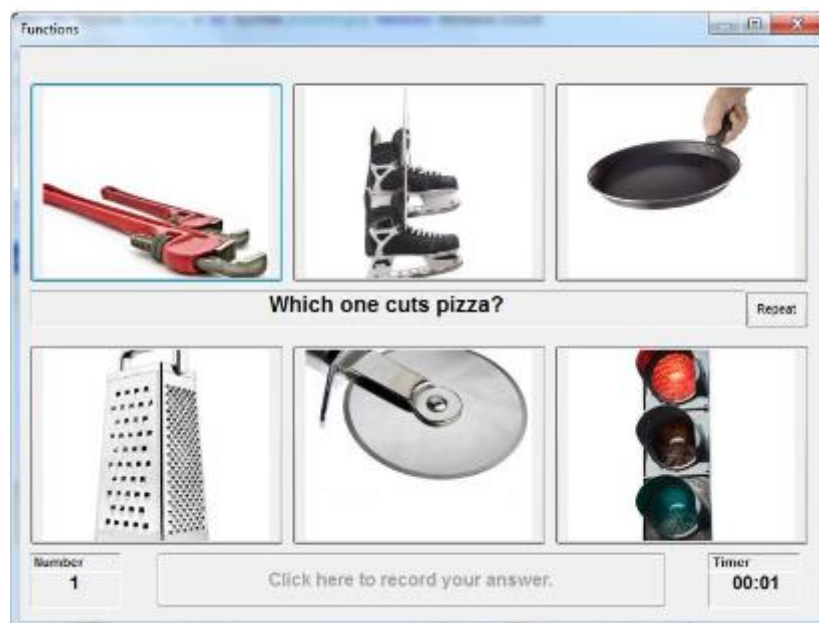 Functions
Which one cuts pizza?
Repeat
Number
1
Click here to record your answer.
Timer
00:01